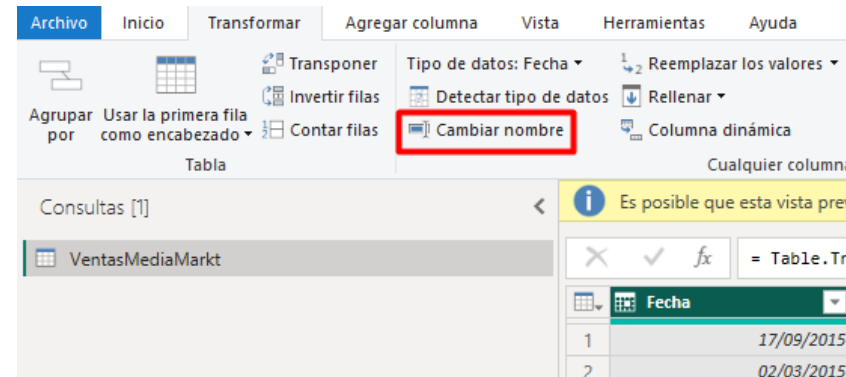 Archivo Inicio Transformar Agregar columna Vista Herramientas Ayuda
Agrupar por
Usar la primera fila como encabezado
Transponer
Invertir filas
Contar filas
Tabla
Tipo de datos: Fecha
Detectar tipo de datos
Cambiar nombre
1 2 Reemplazar los valores
Rellenar
Columna dinámica
Cualquier columna
Consultas [1]
VentasMediaMarkt
Es posible que esta vista pre
fx = Table.Tr
Fecha
1 17/09/2015
2 02/03/2015